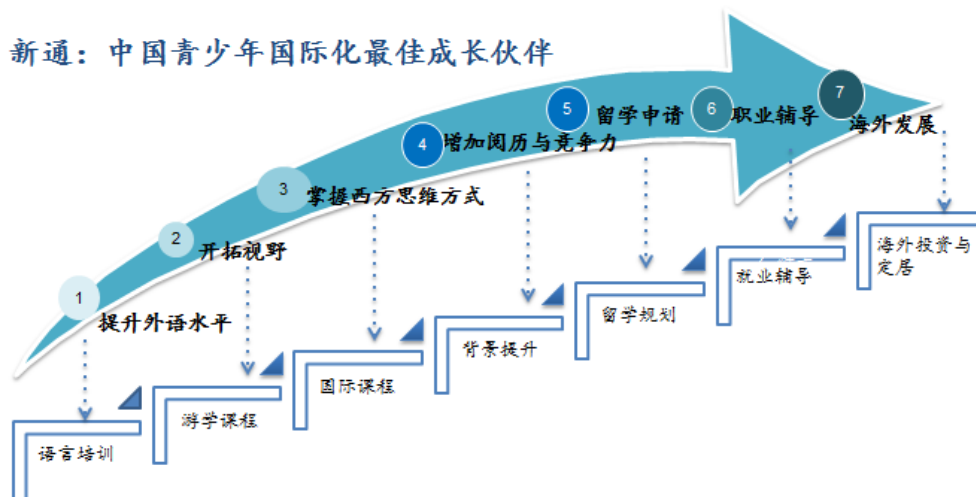 新通：中国青少年国际化最佳成长伙伴
1
提升外语水平
2
开拓视野
3
掌握西方思维方式
4
增加阅历与竞争力
5
留学申请
6
职业辅导
7
海外发展
语言培训
游学课程
国际课程
背景提升
留学规划
就业辅导
海外投资与
定居